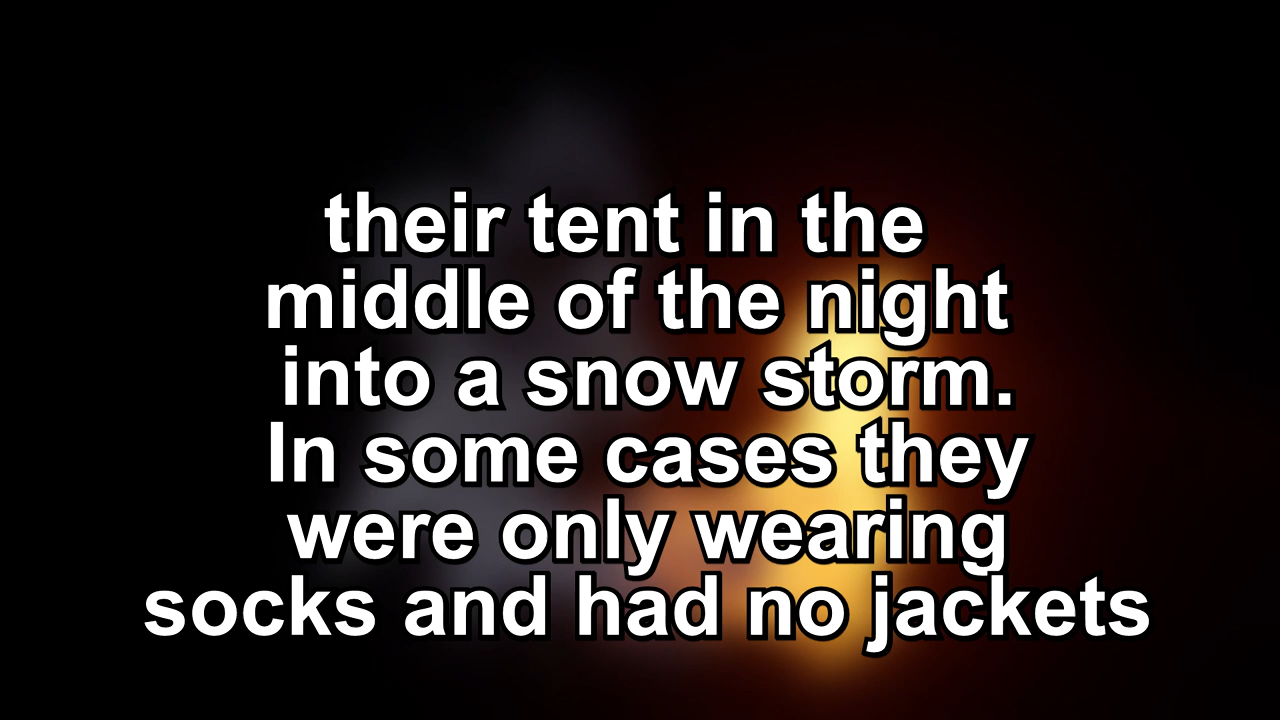 their tent in the
middle of the night
into a snow storm.
In some cases they
were only wearing
socks and had no jackets